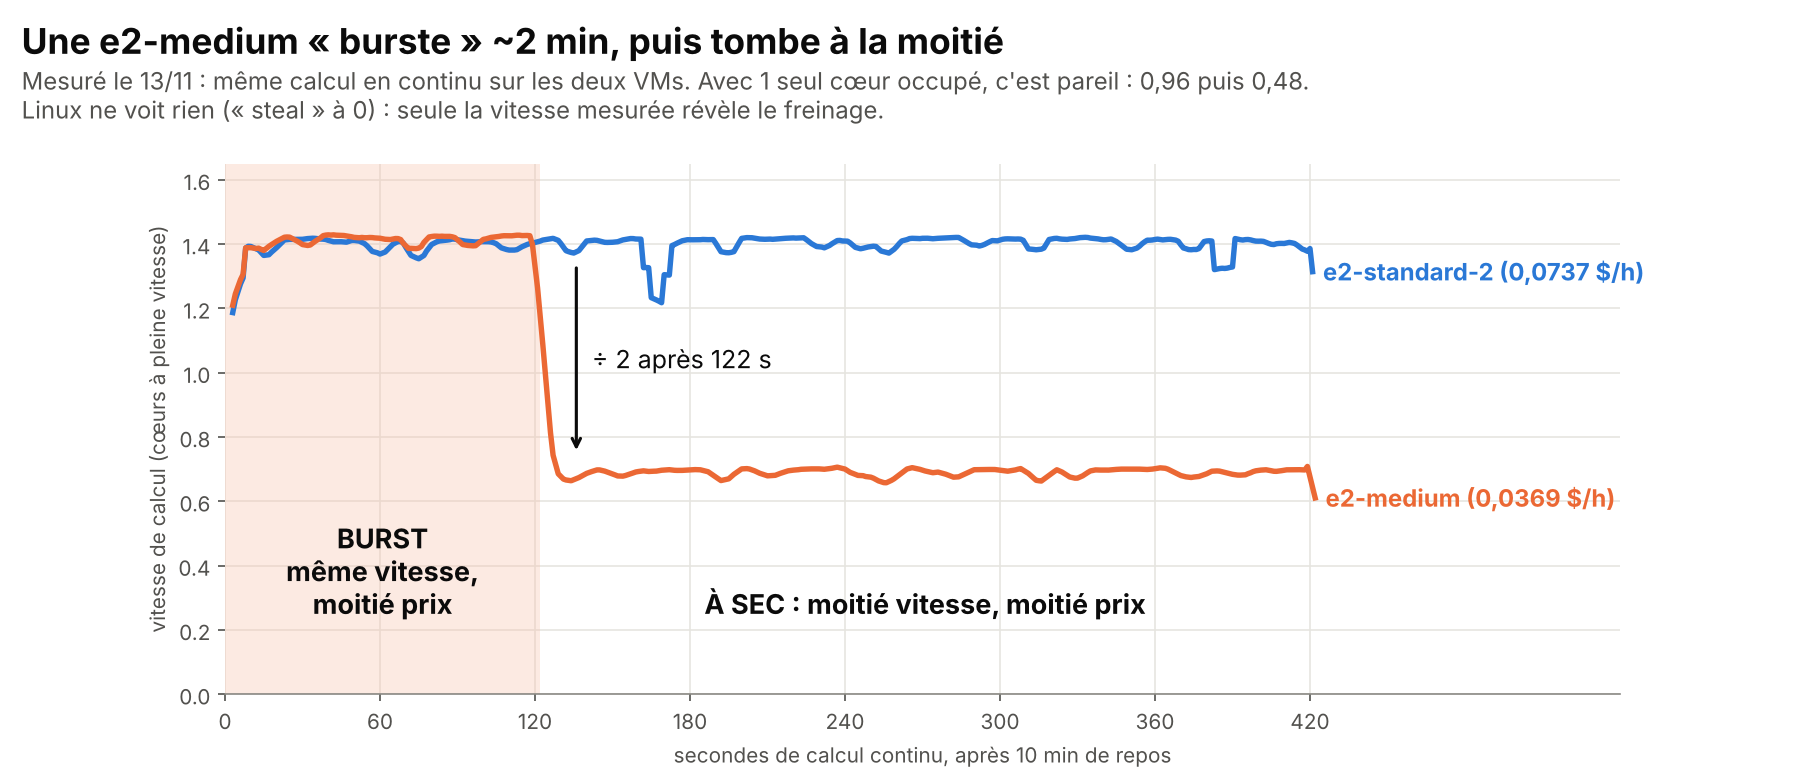 Une e2-medium « burste » ~2 min, puis tombe à la moitié
Mesuré le 13/11 : même calcul en continu sur les deux VMs. Avec 1 seul cœur occupé, c'est pareil : 0,96 puis 0,48.
Linux ne voit rien (« steal » à 0) : seule la vitesse mesurée révèle le freinage.
vitesse de calcul (cœurs à pleine vitesse)
1.6
1.4
1.2
1.0
0.8
0.6
0.4
0.2
0.0
e2-standard-2 (0,0737 $/h)
÷ 2 après 122 s
e2-medium (0,0369 $/h)
BURST
même vitesse,
moitié prix
À SEC : moitié vitesse, moitié prix
0 60 120 180 240 300 360 420
secondes de calcul continu, après 10 min de repos